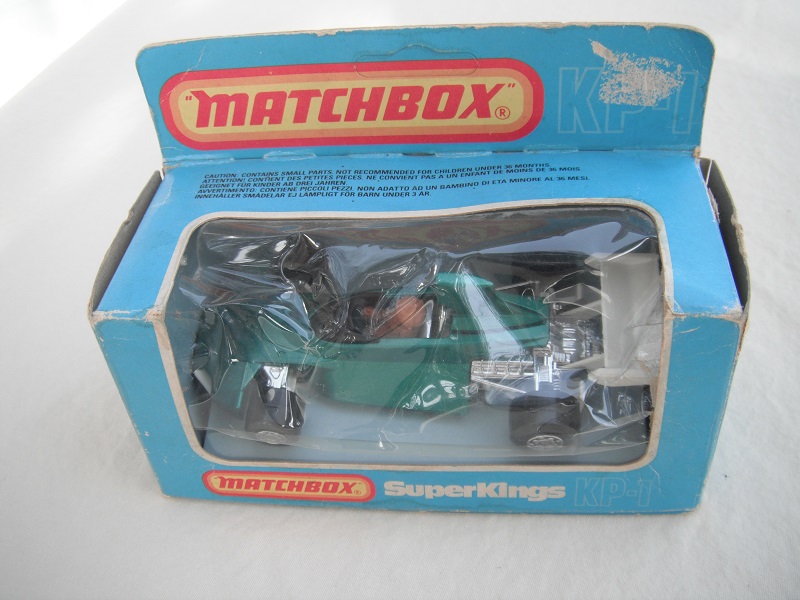 "MATCHBOX"®
KP-1
CAUTION: CONTAINS SMALL PARTS. NOT RECOMMENDED FOR CHILDREN UNDER 36 MONTHS.
ATTENTION! CONTIENT DES PETITES PIECES. NE CONVIENT PAS A UN ENFANT DE MOINS DE 36 MOIS.
GEEIGNET FÜR KINDER AB DREI JAHREN.
AVVERTIMENTO: CONTIENE PICCOLI PEZZI. NON ADATTO AD UN BAMBINO DI ETA MINORE AL 36 MESI.
INNEHÅLLER SMÅDELAR EJ LÄMPLIGT FÖR BARN UNDER 3 ÅR.
"MATCHBOX"® SuperKings KP-1